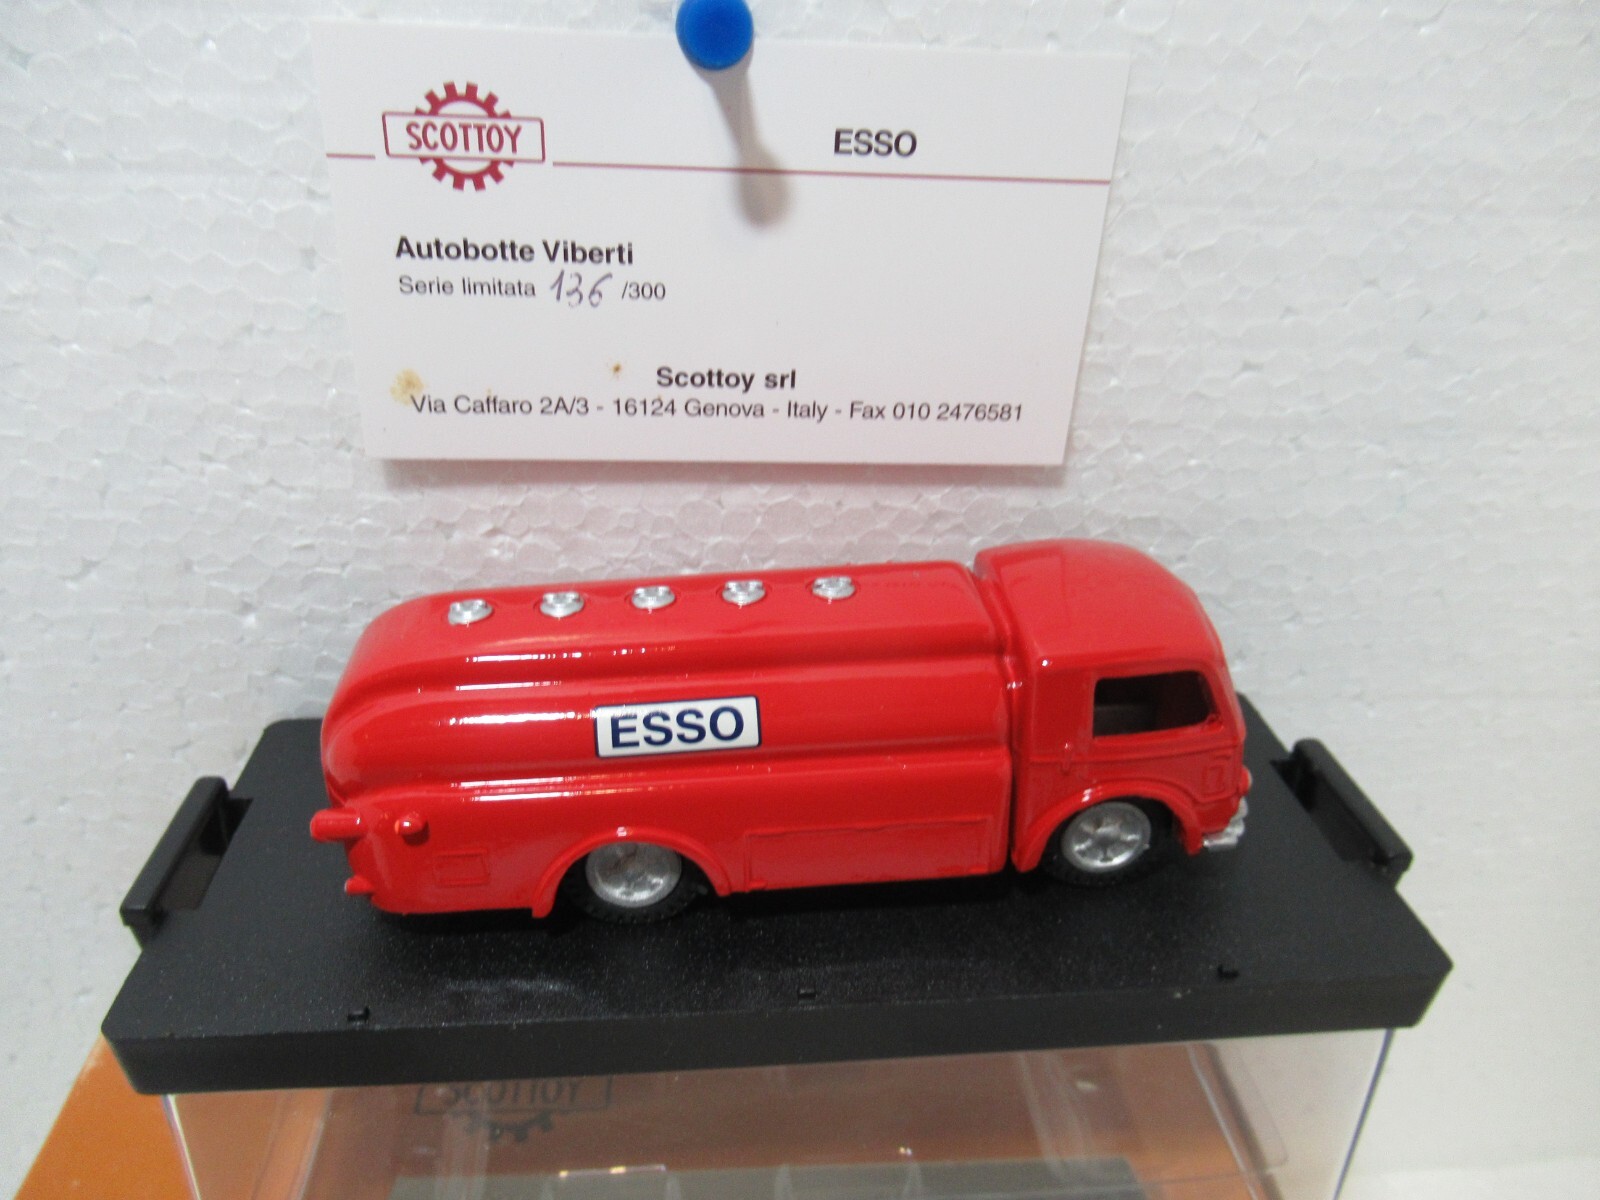 SCOTTOY
ESSO
Autobotte Viberti
Serie limitata 136 /300
Scottoy srl
Via Caffaro 2A/3 - 16124 Genova - Italy - Fax 010 2476581
ESSO
SCOTTOY